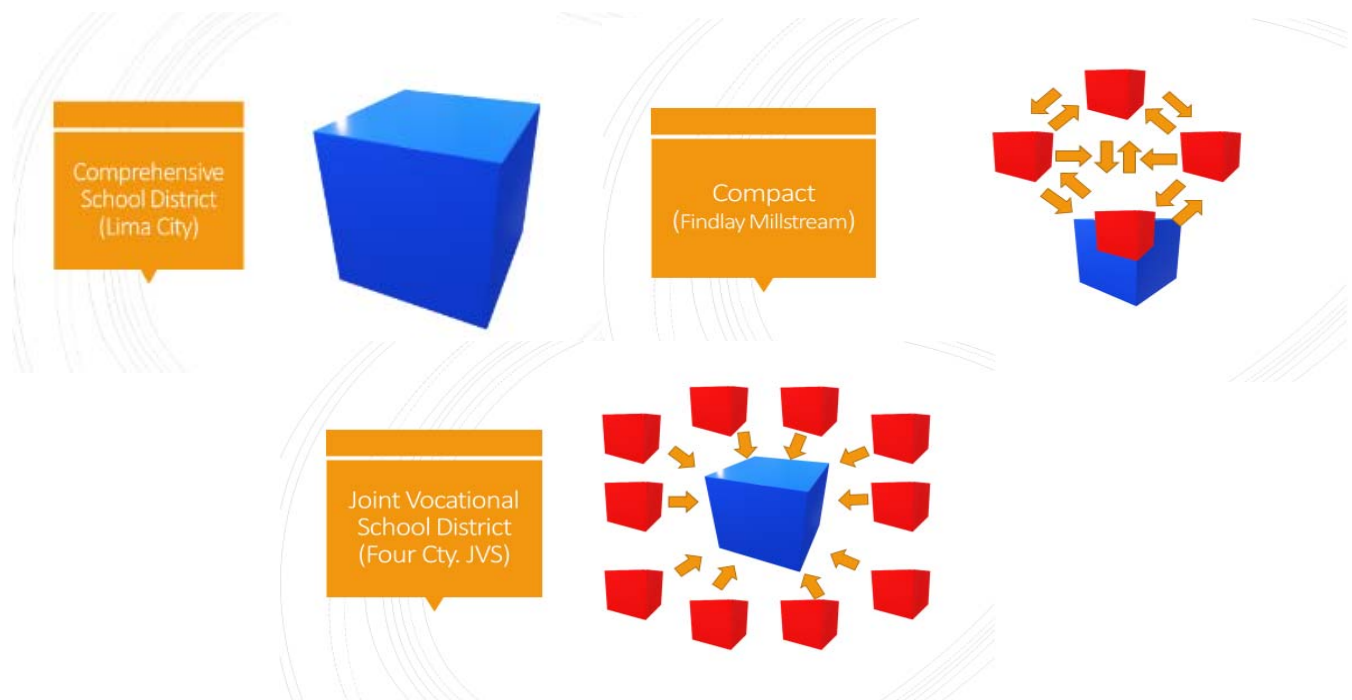 Comprehensive
School District
(Lima City)
Compact
(Findlay Millstream)
Joint Vocational
School District
(Four Cty. JVS)